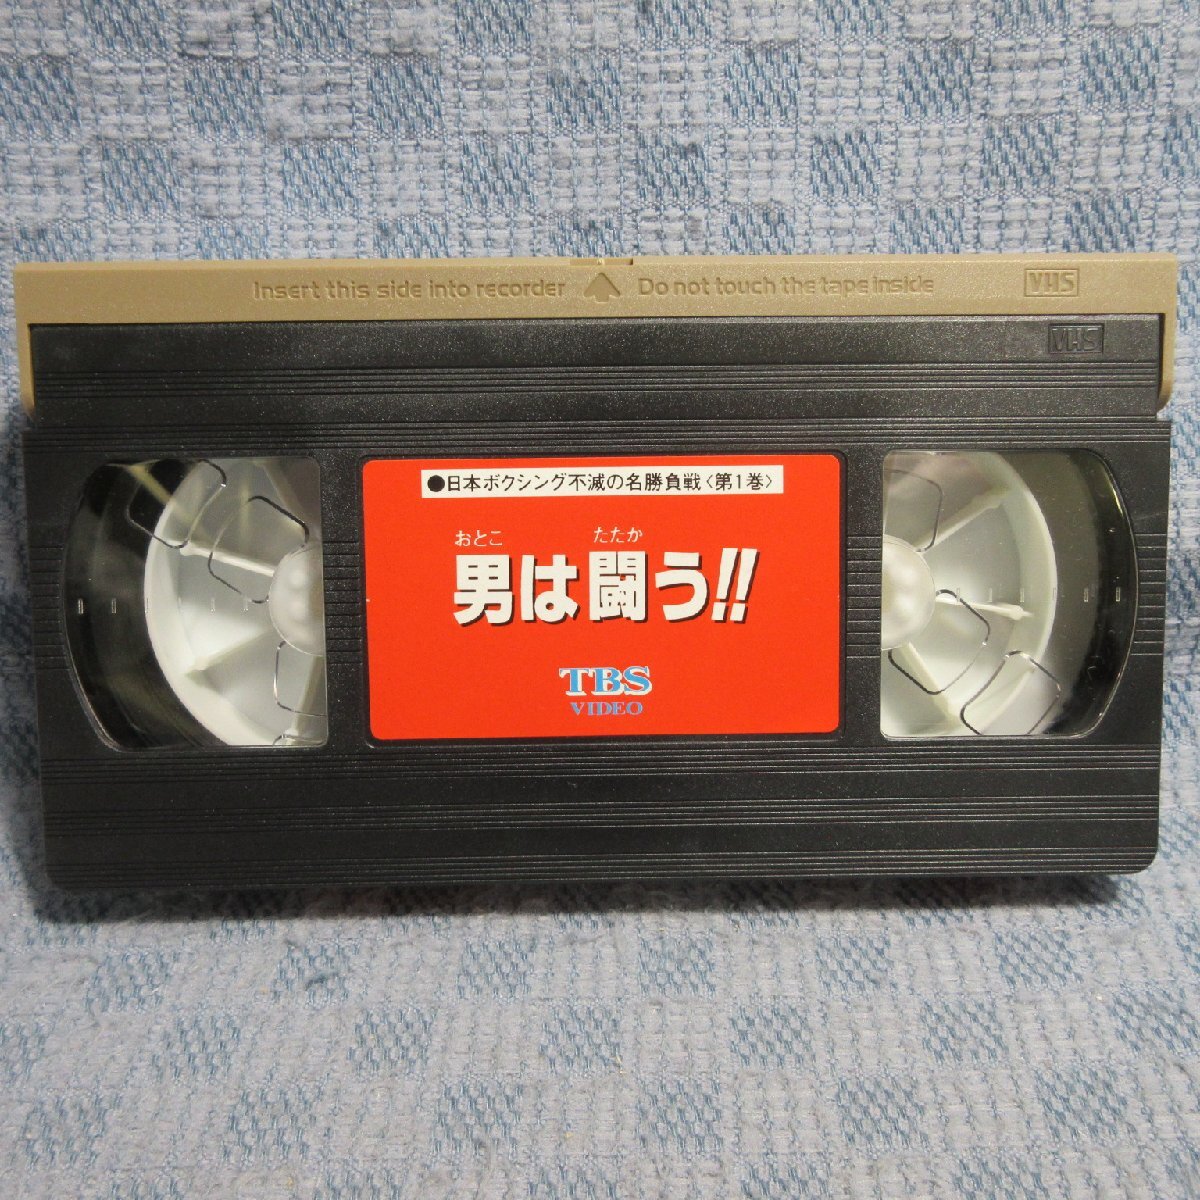 Insert this side into recorder Do not touch the tape inside VHS
VHS
●日本ボクシング不滅の名勝負戦〈第1巻〉
おとこ たたか
男は闘う!!
TBS
VIDEO